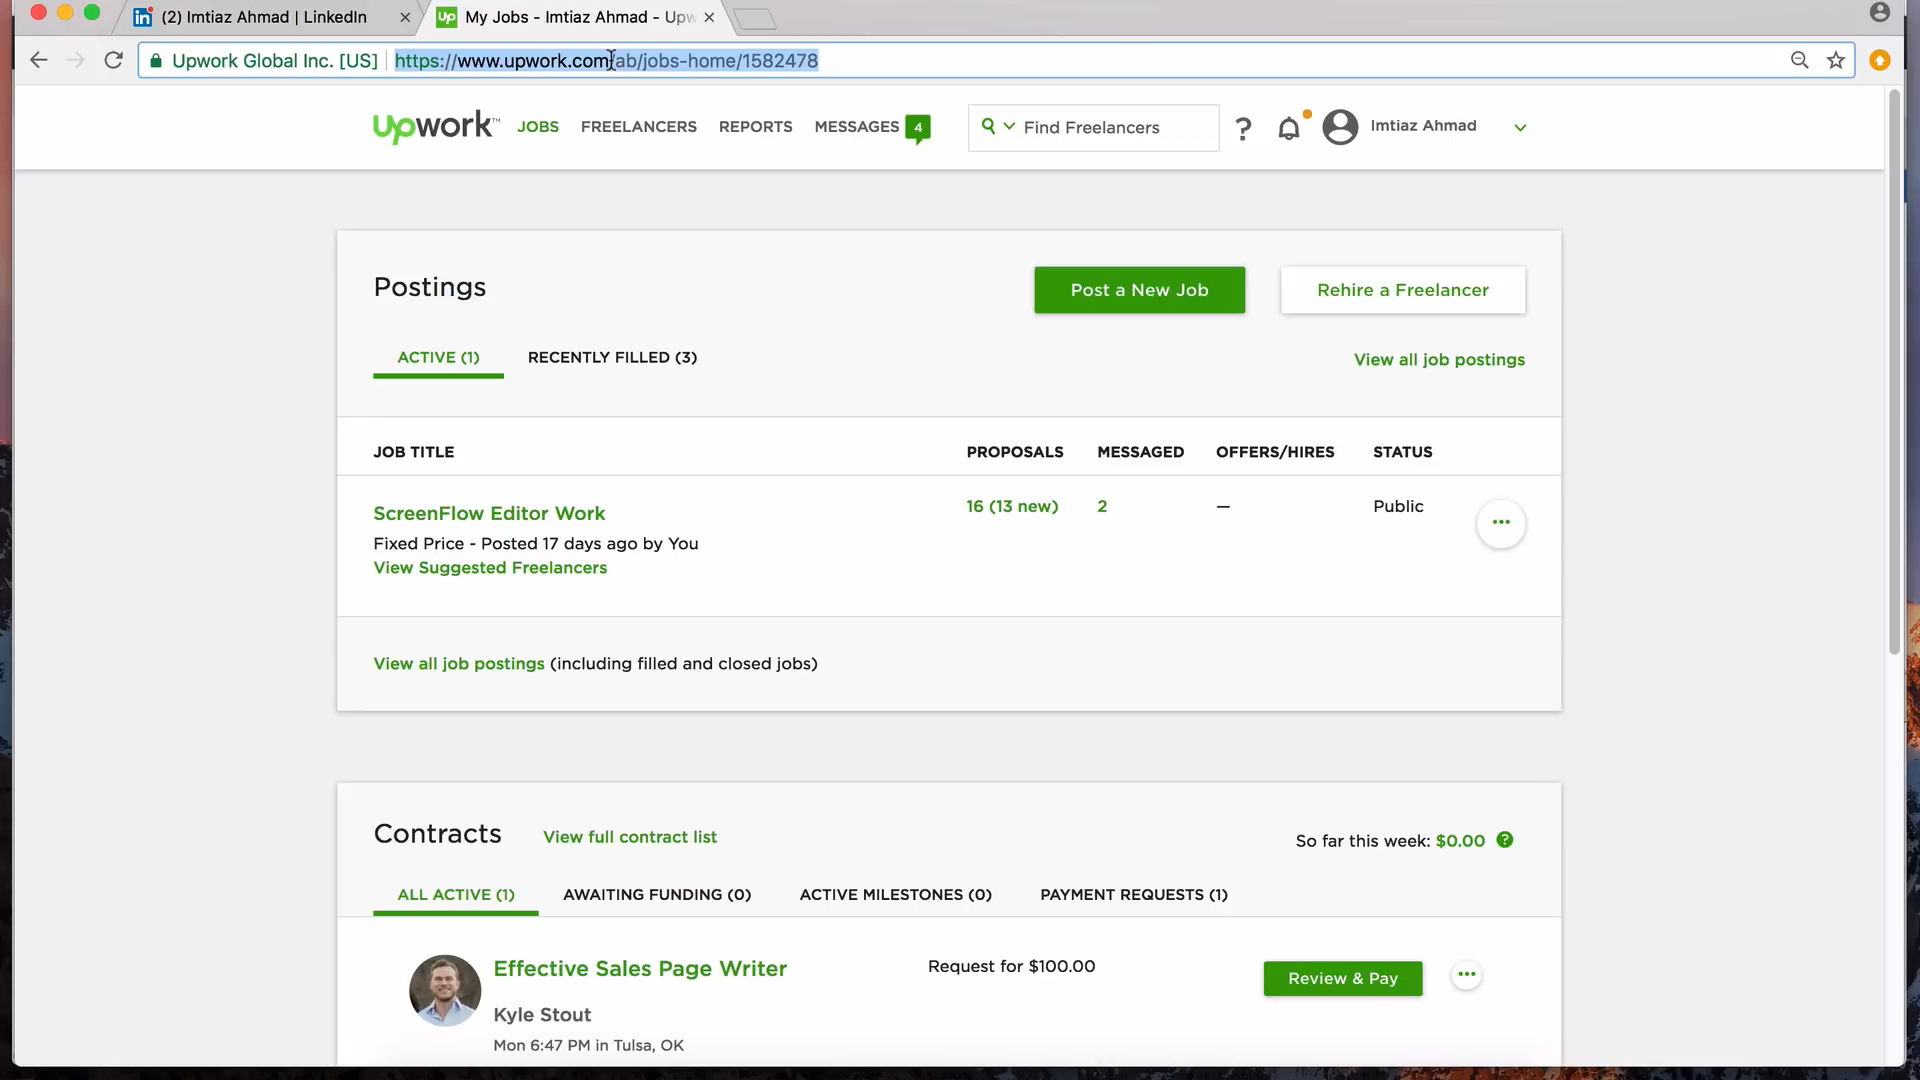 (2) Imtiaz Ahmad | LinkedIn
My Jobs - Imtiaz Ahmad - Upw
Upwork Global Inc. [US] https://www.upwork.com/ab/jobs-home/1582478
upwork™ JOBS FREELANCERS REPORTS MESSAGES 4 Find Freelancers ? Imtiaz Ahmad
Postings Post a New Job Rehire a Freelancer
ACTIVE (1) RECENTLY FILLED (3) View all job postings
JOB TITLE PROPOSALS MESSAGED OFFERS/HIRES STATUS
ScreenFlow Editor Work 16 (13 new) 2 — Public
Fixed Price - Posted 17 days ago by You
View Suggested Freelancers
View all job postings (including filled and closed jobs)
Contracts View full contract list So far this week: $0.00 ?
ALL ACTIVE (1) AWAITING FUNDING (0) ACTIVE MILESTONES (0) PAYMENT REQUESTS (1)
Effective Sales Page Writer Request for $100.00 Review & Pay
Kyle Stout
Mon 6:47 PM in Tulsa, OK